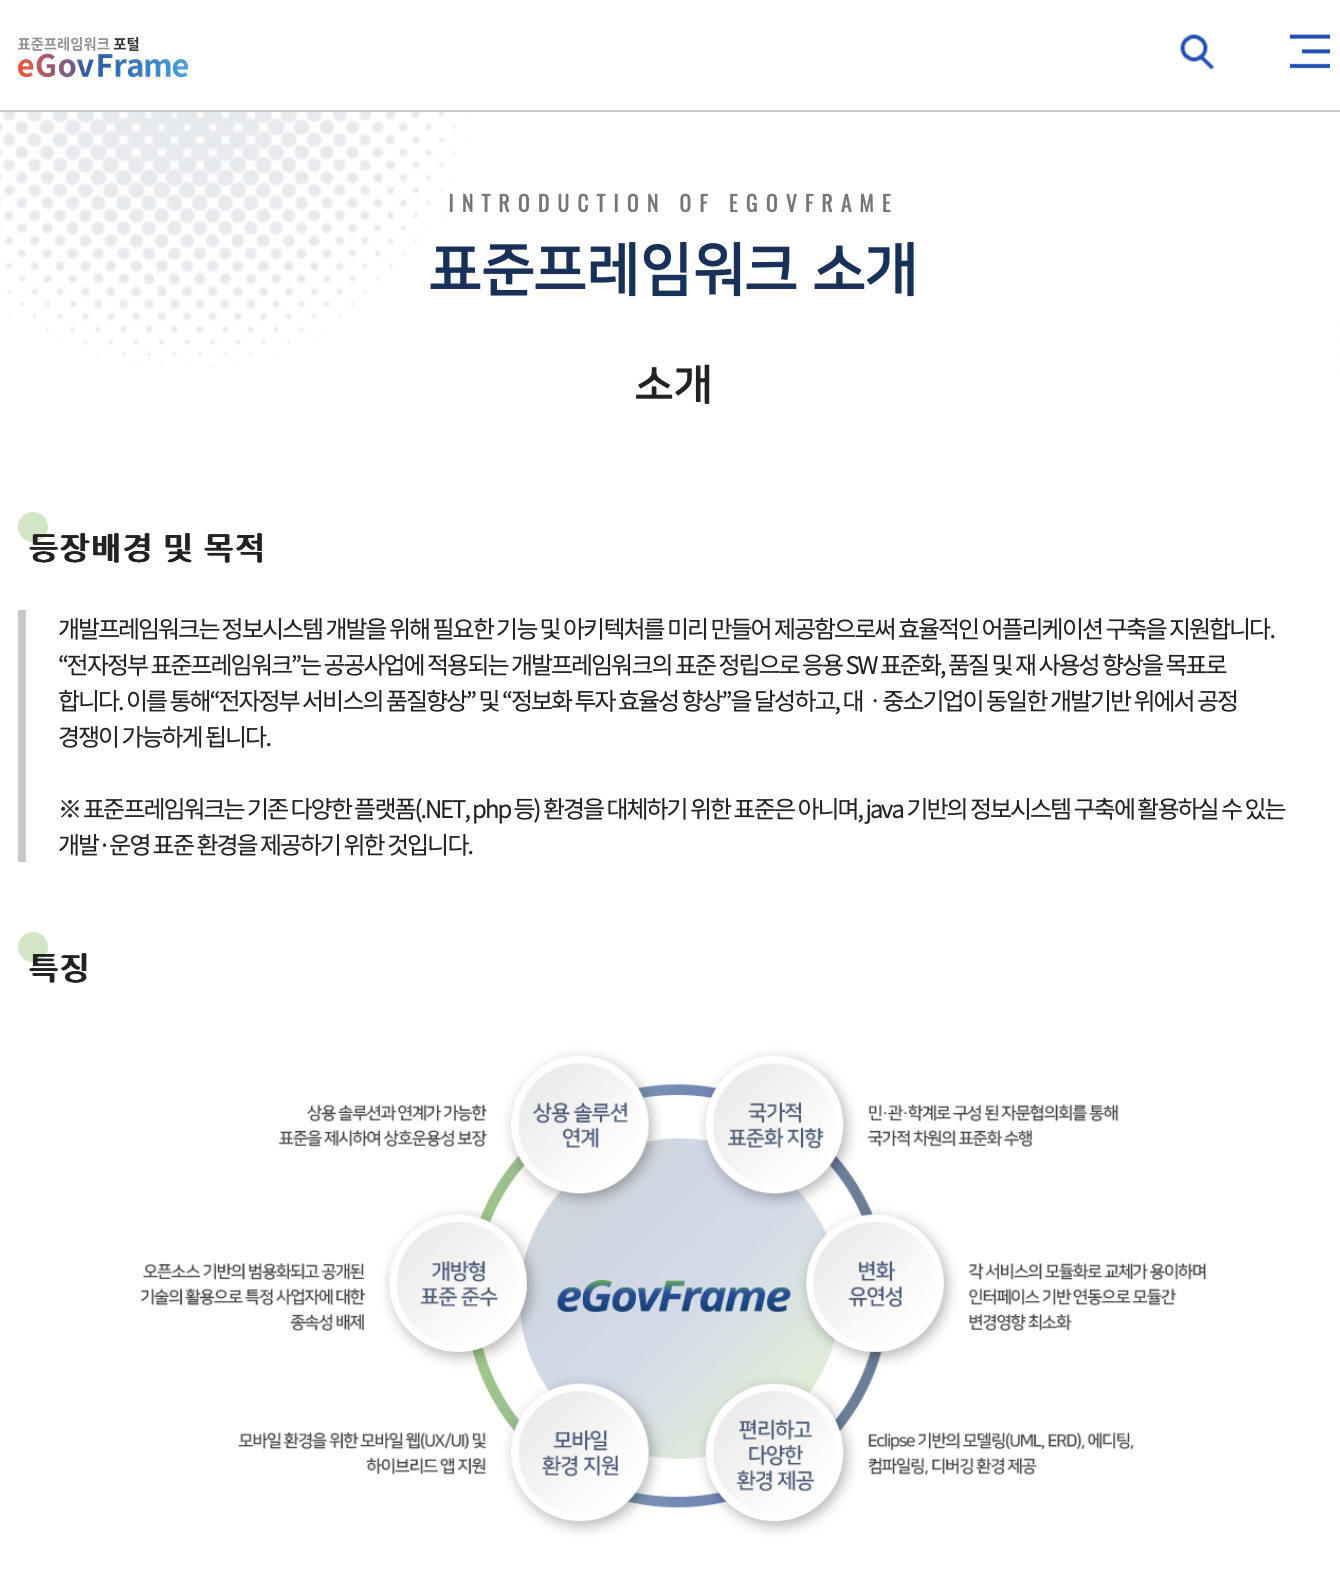 표준프레임워크 포털
eGovFrame
INTRODUCTION OF EGOVFRAME
표준프레임워크 소개
소개
등장배경 및 목적
개발프레임워크는 정보시스템 개발을 위해 필요한 기능 및 아키텍처를 미리 만들어 제공함으로써 효율적인 어플리케이션 구축을 지원합니다.
“전자정부 표준프레임워크”는 공공사업에 적용되는 개발프레임워크의 표준 정립으로 응용 SW 표준화, 품질 및 재 사용성 향상을 목표로
합니다. 이를 통해“전자정부 서비스의 품질향상” 및 “정보화 투자 효율성 향상”을 달성하고, 대ㆍ중소기업이 동일한 개발기반 위에서 공정
경쟁이 가능하게 됩니다.
※ 표준프레임워크는 기존 다양한 플랫폼(.NET, php 등) 환경을 대체하기 위한 표준은 아니며, java 기반의 정보시스템 구축에 활용하실 수 있는
개발·운영 표준 환경을 제공하기 위한 것입니다.
특징
상용 솔루션과 연계가 가능한
표준을 제시하여 상호운용성 보장
상용 솔루션
연계
국가적
표준화 지향
민·관·학계로 구성 된 자문협의회를 통해
국가적 차원의 표준화 수행
오픈소스 기반의 범용화되고 공개된
기술의 활용으로 특정 사업자에 대한
종속성 배제
개방형
표준 준수
eGovFrame
변화
유연성
각 서비스의 모듈화로 교체가 용이하며
인터페이스 기반 연동으로 모듈간
변경영향 최소화
모바일 환경을 위한 모바일 웹(UX/UI) 및
하이브리드 앱 지원
모바일
환경 지원
편리하고
다양한
환경 제공
Eclipse 기반의 모델링(UML, ERD), 에디팅,
컴파일링, 디버깅 환경 제공